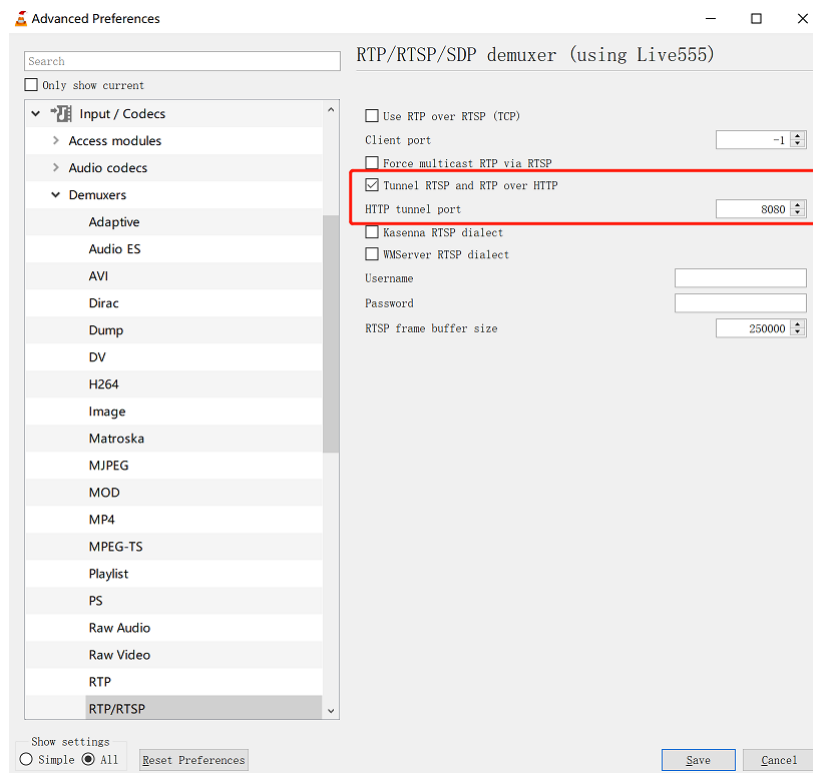 Advanced Preferences
Search
Only show current
Input / Codecs
Access modules
Audio codecs
Demuxers
Adaptive
Audio ES
AVI
Dirac
Dump
DV
H264
Image
Matroska
MJPEG
MOD
MP4
MPEG-TS
Playlist
PS
Raw Audio
Raw Video
RTP
RTP/RTSP
Show settings
Simple All
Reset Preferences
RTP/RTSP/SDP demuxer (using Live555)
Use RTP over RTSP (TCP)
Client port -1
Force multicast RTP via RTSP
Tunnel RTSP and RTP over HTTP
HTTP tunnel port 8080
Kasenna RTSP dialect
WMServer RTSP dialect
Username
Password
RTSP frame buffer size 250000
Save Cancel